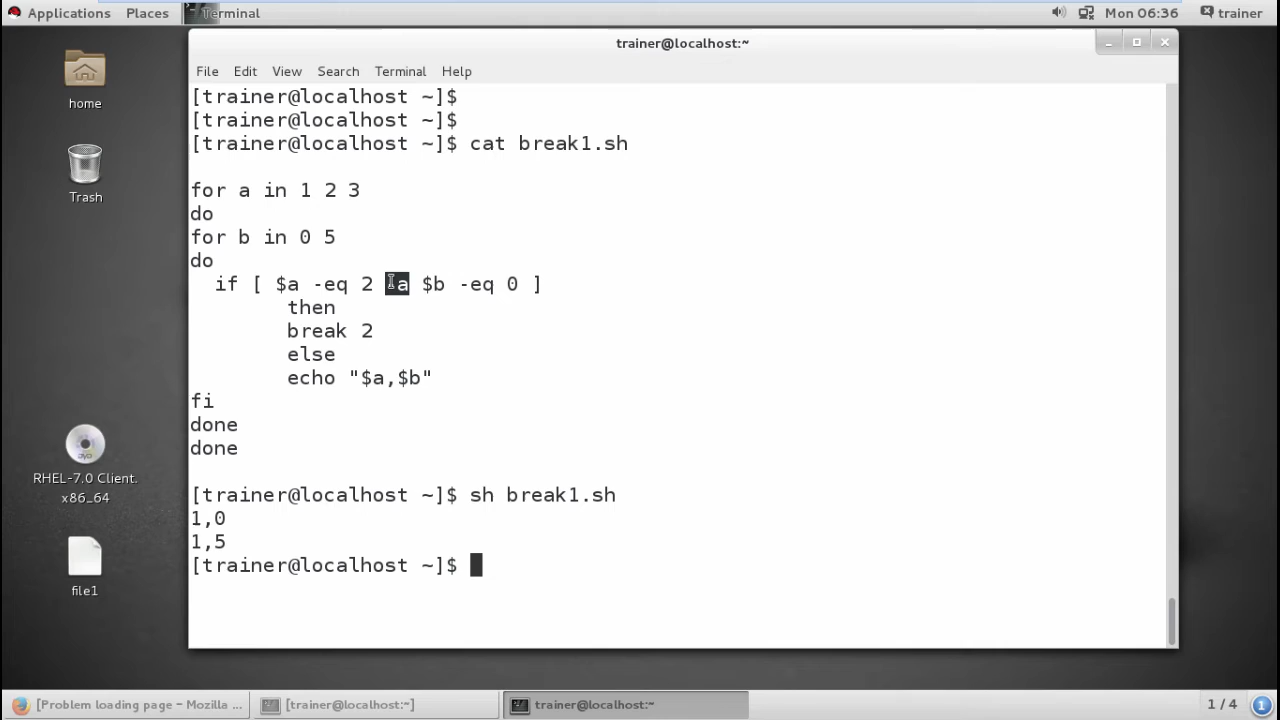 Applications Places Terminal Mon 06:36 trainer
trainer@localhost:~
File Edit View Search Terminal Help
home
Trash
RHEL-7.0 Client.
x86_64
file1
[trainer@localhost ~]$
[trainer@localhost ~]$
[trainer@localhost ~]$ cat break1.sh
for a in 1 2 3
do
for b in 0 5
do
if [ $a -eq 2 -a $b -eq 0 ]
then
break 2
else
echo "$a,$b"
fi
done
done
[trainer@localhost ~]$ sh break1.sh
1,0
1,5
[trainer@localhost ~]$
[Problem loading page – Mozilla ... [trainer@localhost:~] trainer@localhost:~ 1 / 4 1